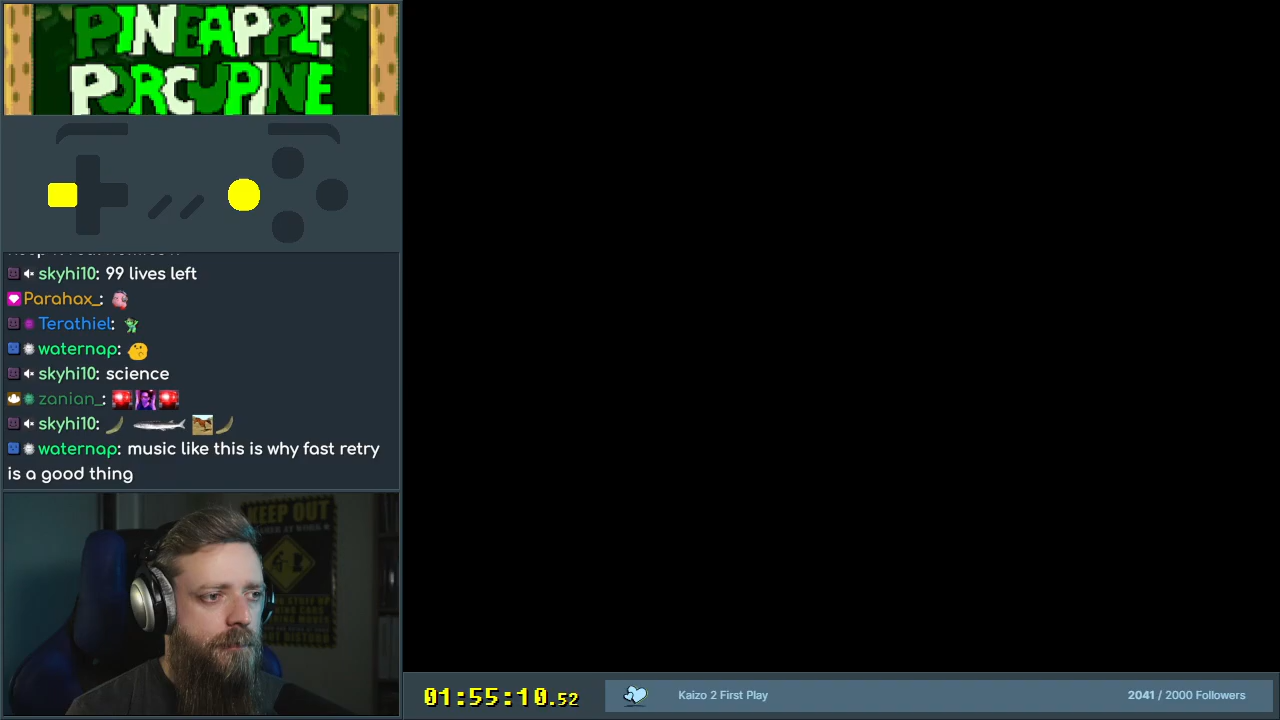 PINEAPPLE
PORCUPINE
skyhi10: 99 lives left
Parahax_:
Terathiel:
waternap:
skyhi10: science
zanian_:
skyhi10:
waternap: music like this is why fast retry
is a good thing
KEEP OUT
01:55:10.52
Kaizo 2 First Play
2041 / 2000 Followers